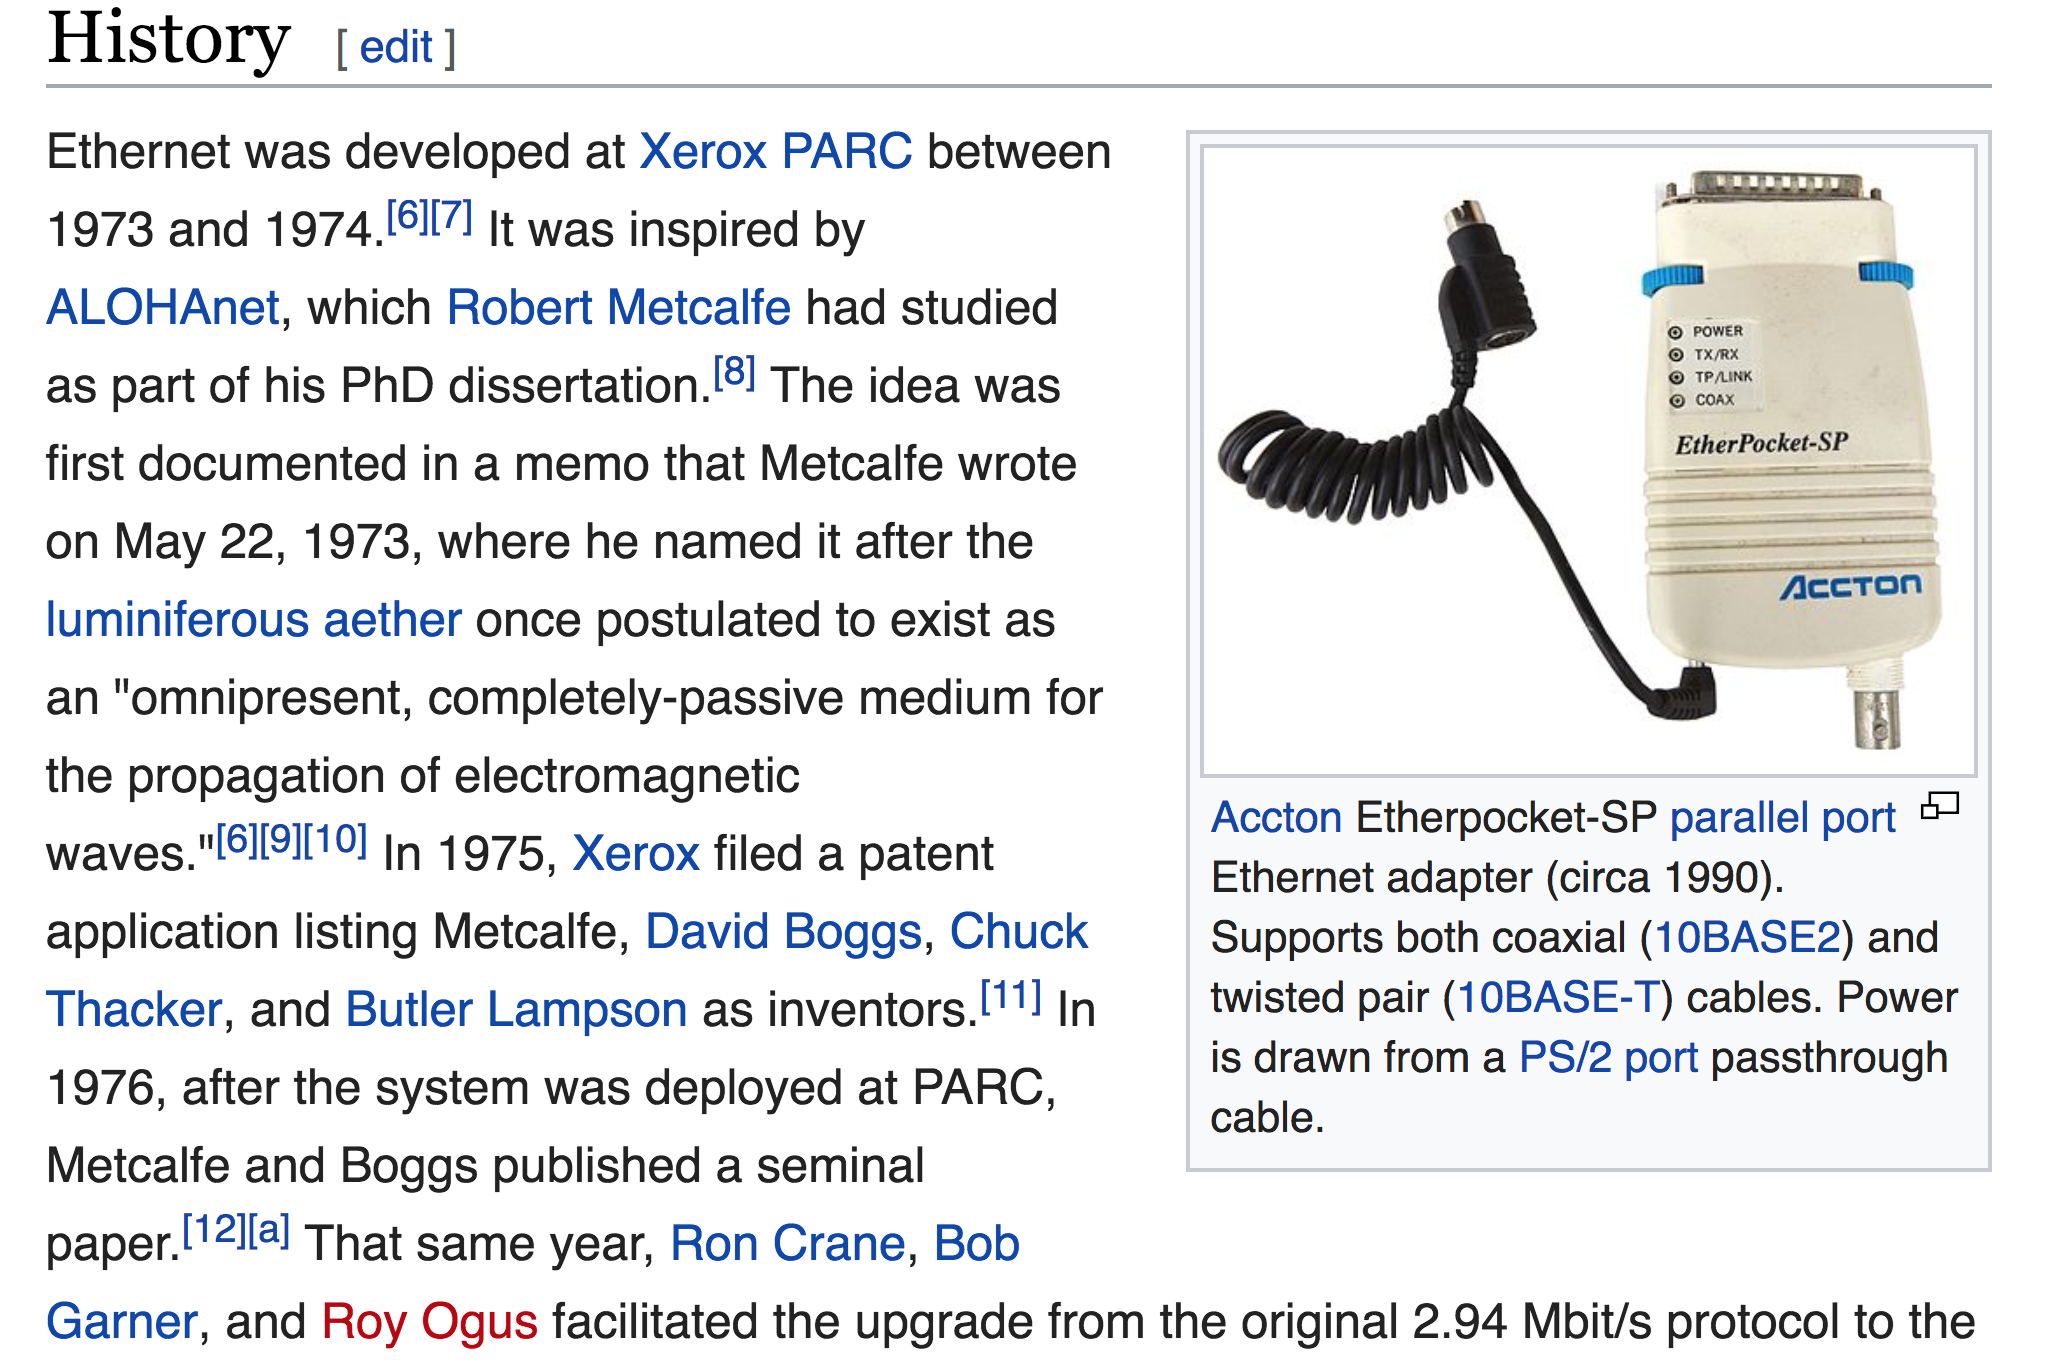 History [ edit ]
Ethernet was developed at Xerox PARC between
1973 and 1974.[6][7] It was inspired by
ALOHAnet, which Robert Metcalfe had studied
as part of his PhD dissertation.[8] The idea was
first documented in a memo that Metcalfe wrote
on May 22, 1973, where he named it after the
luminiferous aether once postulated to exist as
an "omnipresent, completely-passive medium for
the propagation of electromagnetic
waves."[6][9][10] In 1975, Xerox filed a patent
application listing Metcalfe, David Boggs, Chuck
Thacker, and Butler Lampson as inventors.[11] In
1976, after the system was deployed at PARC,
Metcalfe and Boggs published a seminal
paper.[12][a] That same year, Ron Crane, Bob
Garner, and Roy Ogus facilitated the upgrade from the original 2.94 Mbit/s protocol to the
POWER
TX/RX
TP/LINK
COAX
EtherPocket-SP
ACCTON
Accton Etherpocket-SP parallel port
Ethernet adapter (circa 1990).
Supports both coaxial (10BASE2) and
twisted pair (10BASE-T) cables. Power
is drawn from a PS/2 port passthrough
cable.